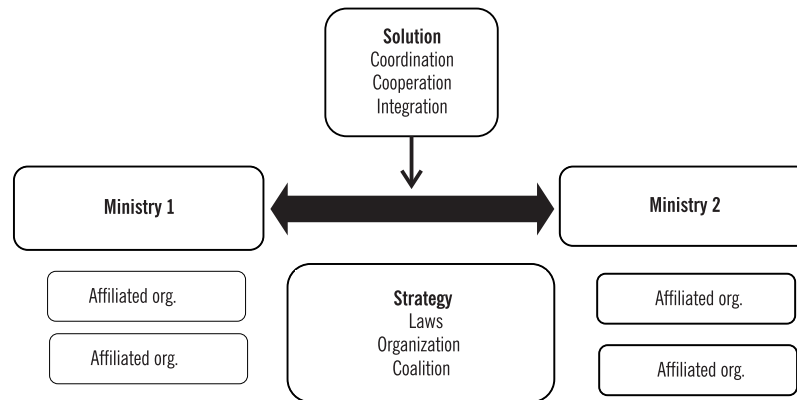 Solution
Coordination
Cooperation
Integration
Ministry 1
Ministry 2
Affiliated org.
Affiliated org.
Strategy
Laws
Organization
Coalition
Affiliated org.
Affiliated org.